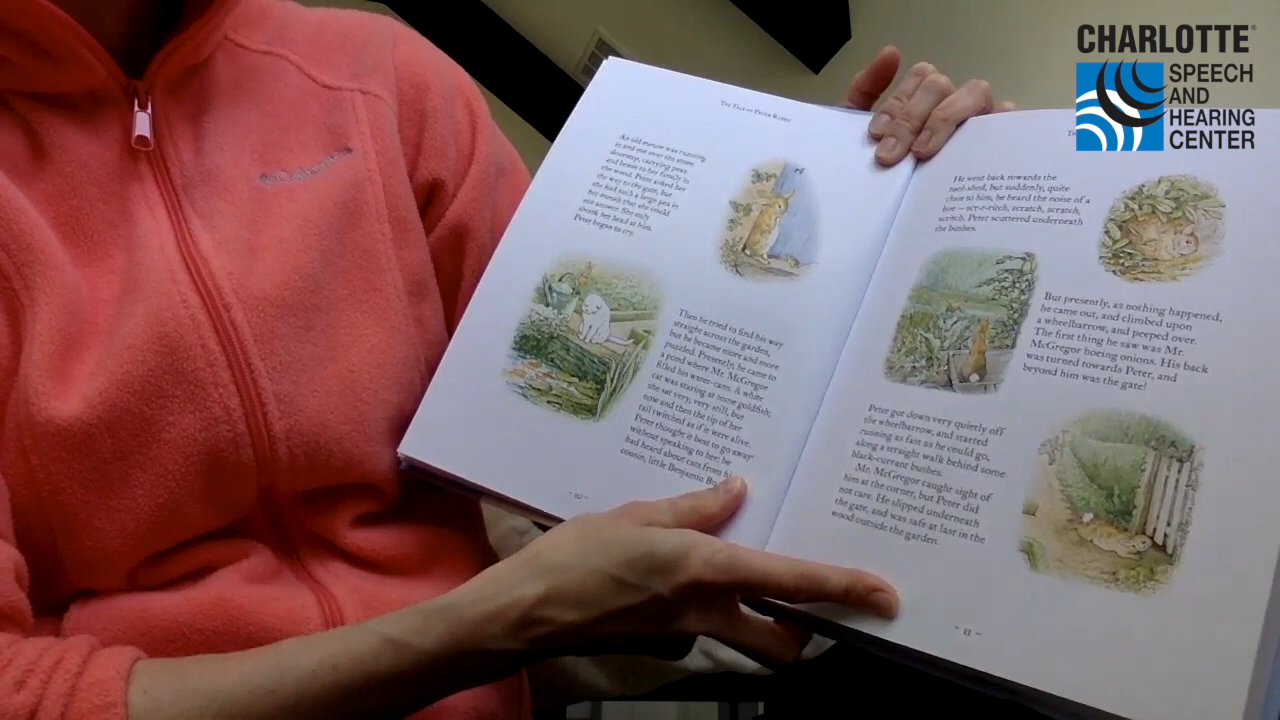 CHARLOTTE
SPEECH
AND
HEARING
CENTER
Columbia
The Tale of Peter Rabbit
An old mouse was running
in and out over the stone
doorstep, carrying peas
and beans to her family in
the wood. Peter asked her
the way to the gate, but
she had such a large pea in
her mouth that she could
not answer. She only
shook her head at him.
Peter began to cry.
Then he tried to find his way
straight across the garden,
but he became more and more
puzzled. Presently, he came to
a pond where Mr. McGregor
filled his water-cans. A white
cat was staring at some goldfish;
she sat very, very still, but
now and then the tip of her
tail twitched as if it were alive.
Peter thought it best to go away
without speaking to her; he
had heard about cats from his
cousin, little Benjamin
He went back towards the
tool-shed, but suddenly, quite
close to him, he heard the noise of a
hoe — scr-r-ritch, scratch, scratch,
scritch. Peter scuttered underneath
the bushes.
But presently, as nothing happened,
he came out, and climbed upon
a wheelbarrow, and peeped over.
The first thing he saw was Mr.
McGregor hoeing onions. His back
was turned towards Peter, and
beyond him was the gate!
Peter got down very quietly off
the wheelbarrow, and started
running as fast as he could go,
along a straight walk behind some
black-currant bushes.
Mr. McGregor caught sight of
him at the corner, but Peter did
not care. He slipped underneath
the gate, and was safe at last in the
wood outside the garden.